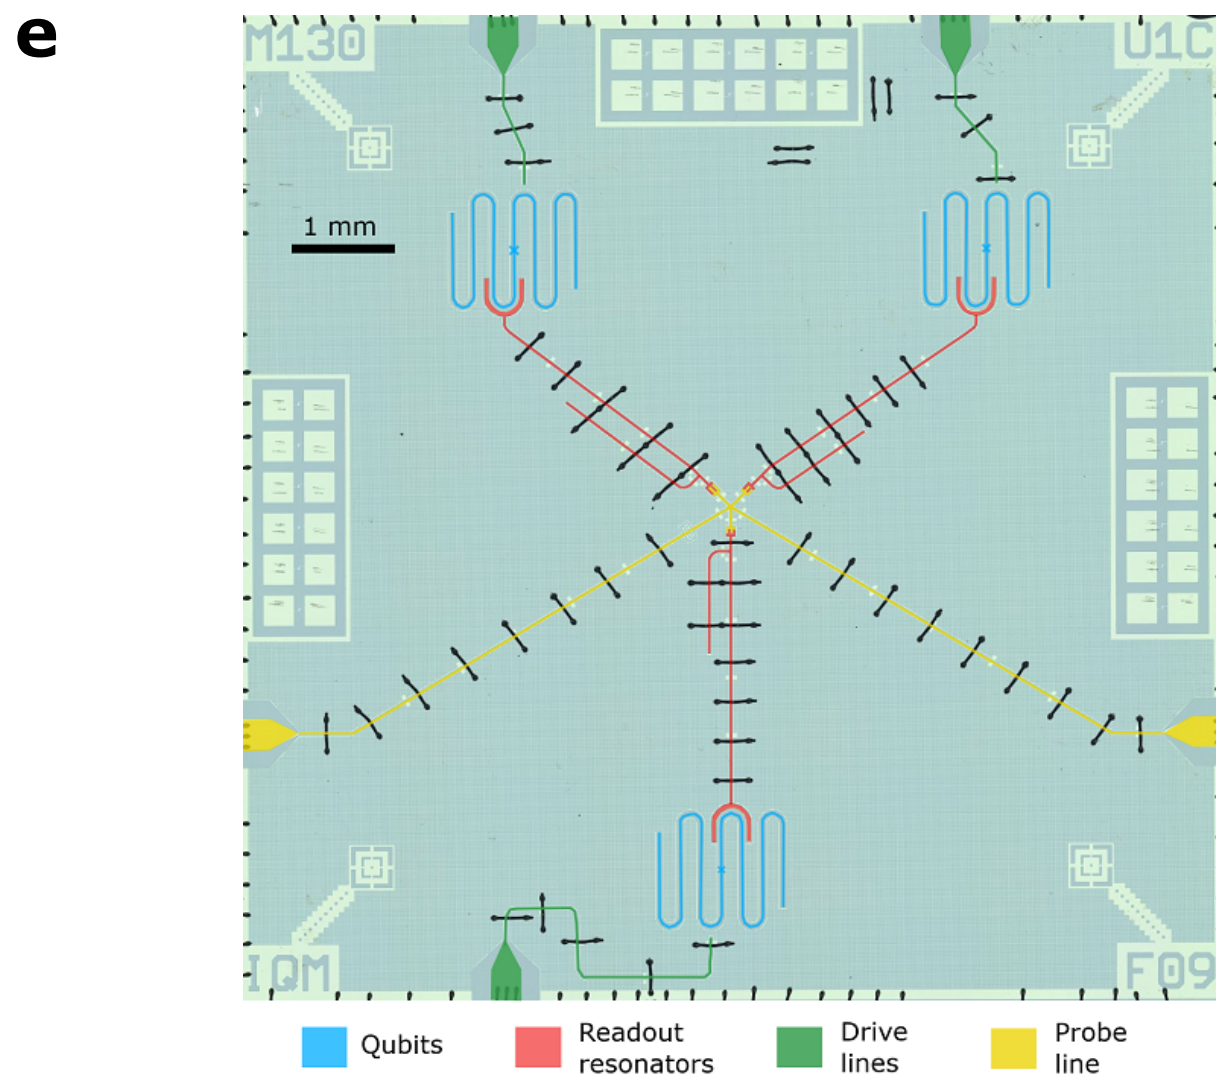 e
M130
U1C
1 mm
IQM
F09
Qubits
Readout
resonators
Drive
lines
Probe
line